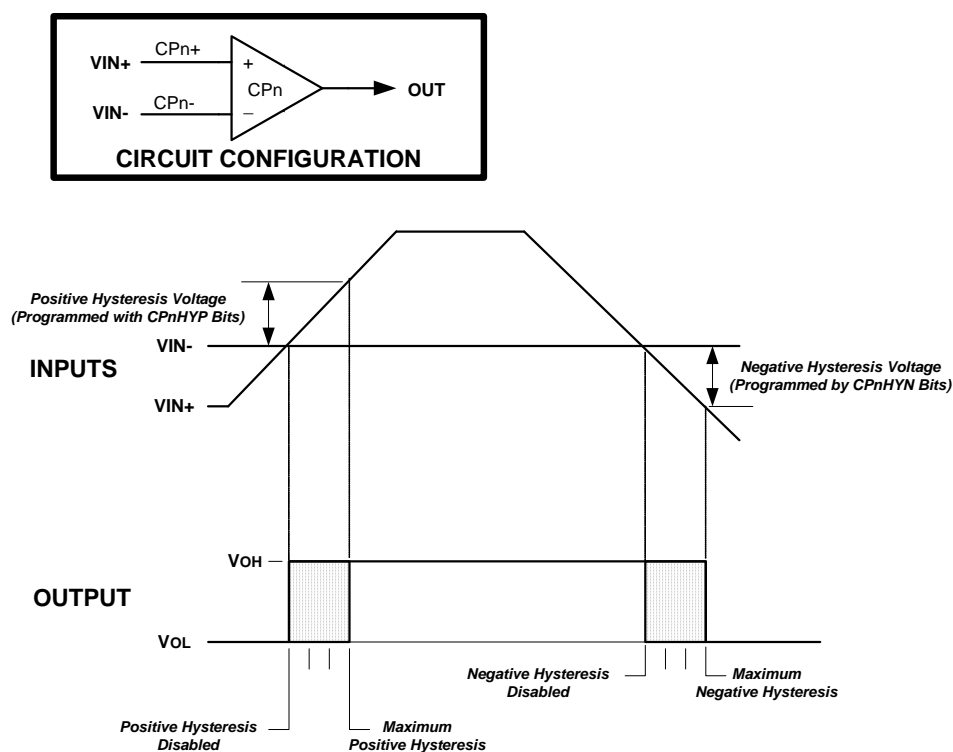 CPn+
VIN+
+
CPn
OUT
CPn-
VIN-
_
CIRCUIT CONFIGURATION
Positive Hysteresis Voltage
(Programmed with CPnHYP Bits)
VIN-
INPUTS
Negative Hysteresis Voltage
(Programmed by CPnHYN Bits)
VIN+
VOH
OUTPUT
VOL
Negative Hysteresis
Disabled
Maximum
Negative Hysteresis
Positive Hysteresis
Disabled
Maximum
Positive Hysteresis